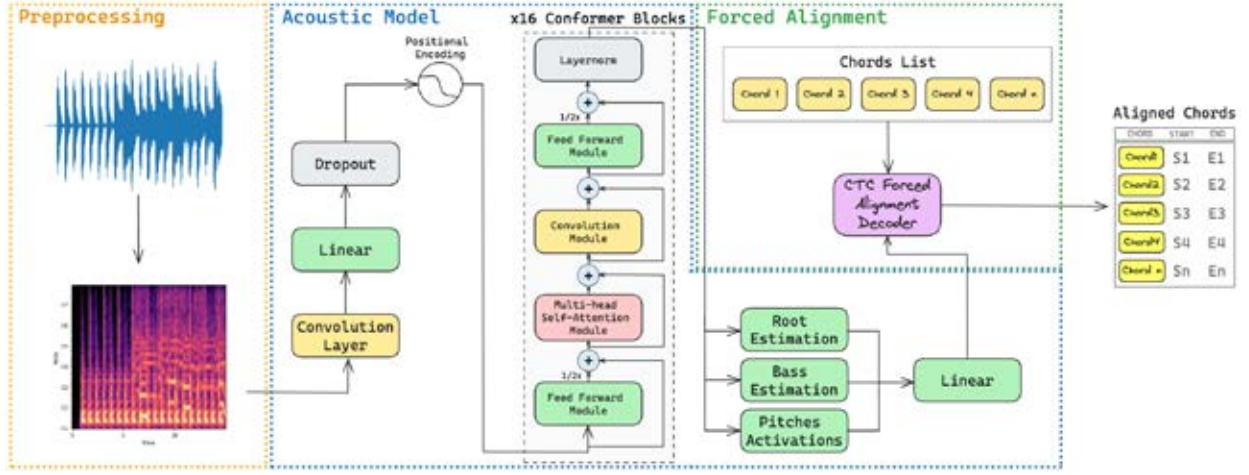 Preprocessing
Acoustic Model
x16 Conformer Blocks
Forced Alignment
Positional
Encoding
Layernorm
1/2x
Feed Forward
Module
Convolution
Module
Multi-head
Self-Attention
Module
1/2x
Feed Forward
Module
Dropout
Linear
Convolution
Layer
Chords List
Chord 1
Chord 2
Chord 3
Chord 4
Chord n
CTC Forced
Alignment
Decoder
Root
Estimation
Bass
Estimation
Pitches
Activations
Linear
Aligned Chords
CHORD START END
S1 E1
Chord2 S2 E2
Chord3 S3 E3
Chord4 S4 E4
Chord n Sn En